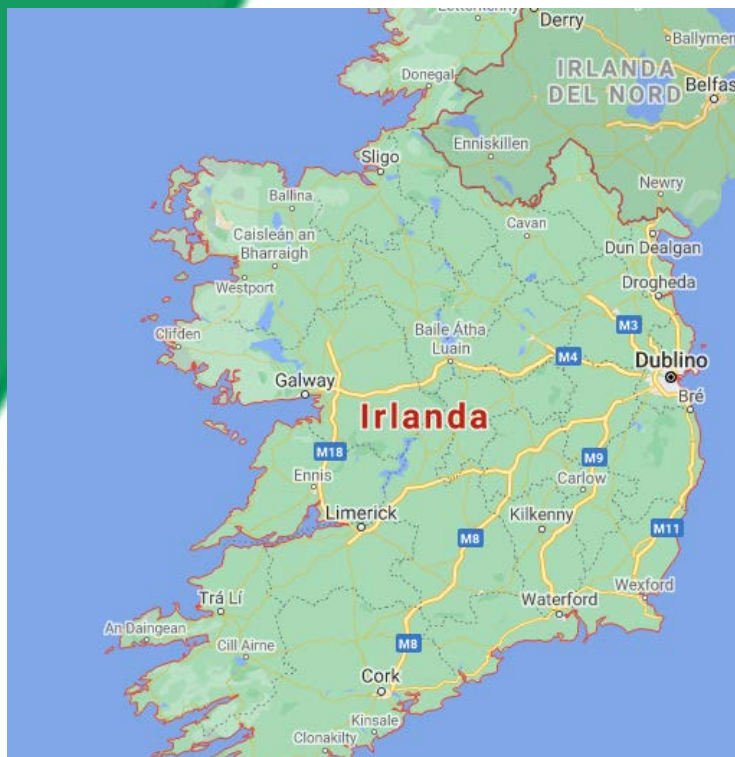 Letterkenny
Derry
Ballymen
Donegal
IRLANDA
DEL NORD
Belfas
Enniskillen
Sligo
Newry
Ballina
Cavan
Caisleán an
Bharraigh
Dun Dealgan
Westport
Drogheda
M3
Clifden
Baile Átha
Luain
M4
Dublino
Galway
Bré
Irlanda
M18
M9
Ennis
Carlow
Limerick
Kilkenny
M8
M11
Wexford
Trá Lí
Waterford
An Daingean
Cill Airne
M8
Cork
Kinsale
Clonakilty